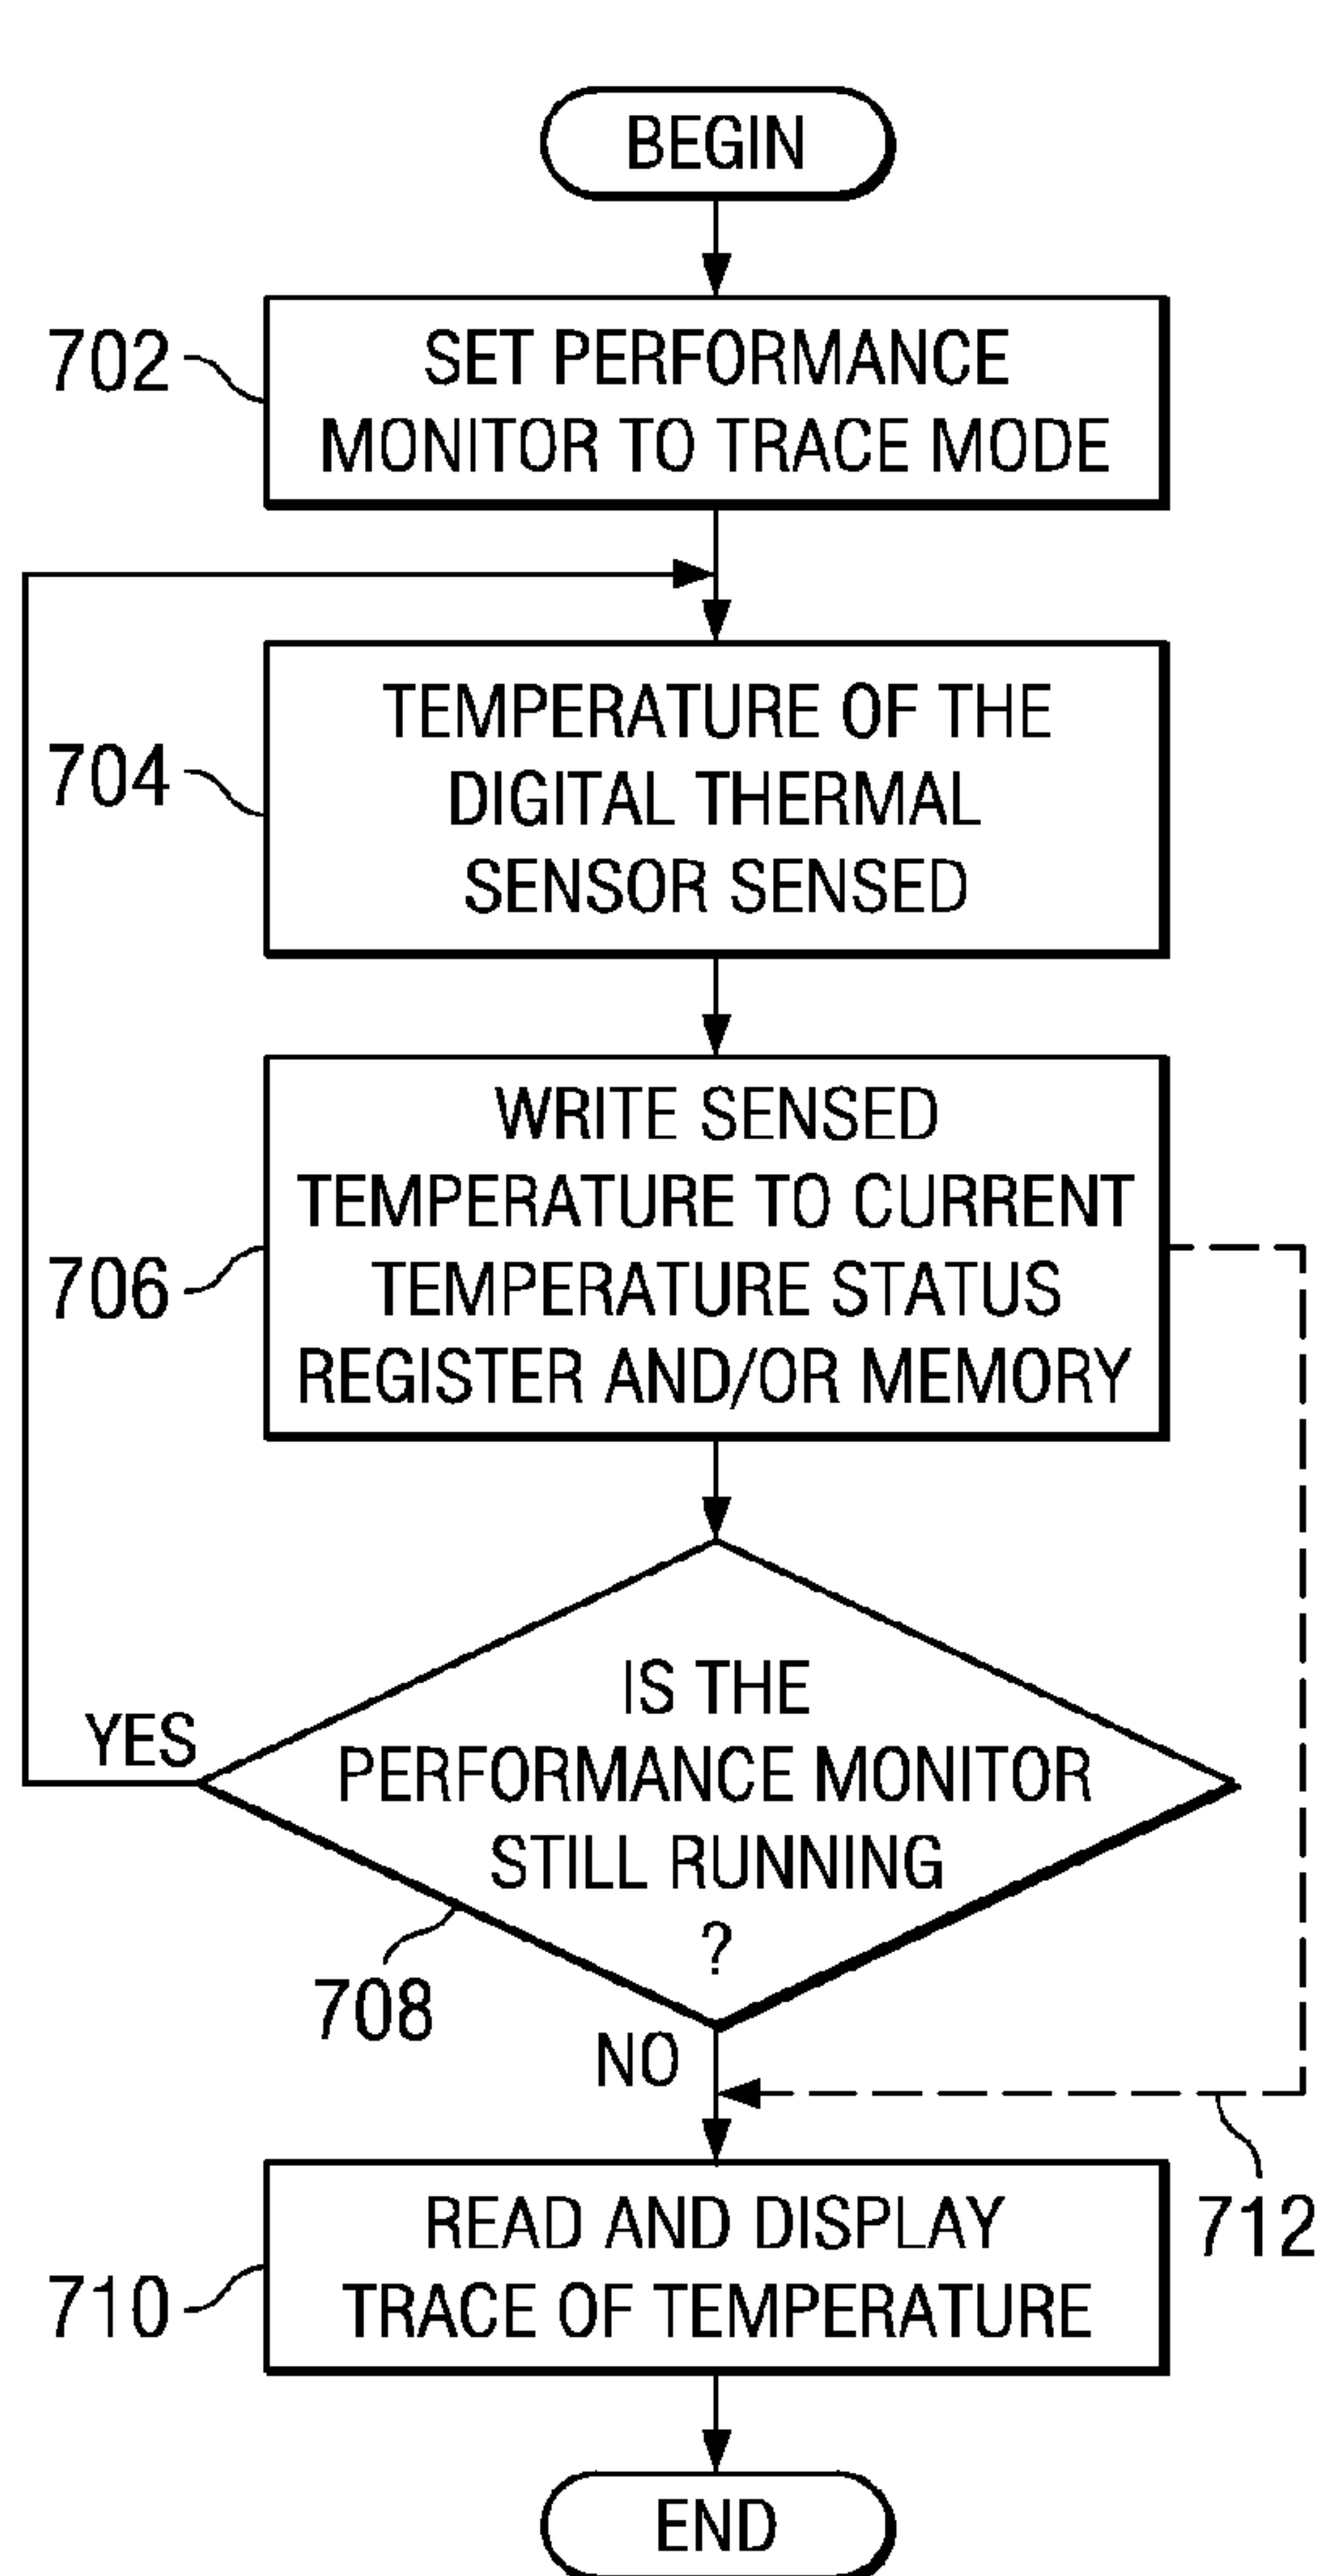 BEGIN
702
SET PERFORMANCE
MONITOR TO TRACE MODE
704
TEMPERATURE OF THE
DIGITAL THERMAL
SENSOR SENSED
706
WRITE SENSED
TEMPERATURE TO CURRENT
TEMPERATURE STATUS
REGISTER AND/OR MEMORY
YES
IS THE
PERFORMANCE MONITOR
STILL RUNNING
?
708
NO
712
710
READ AND DISPLAY
TRACE OF TEMPERATURE
END